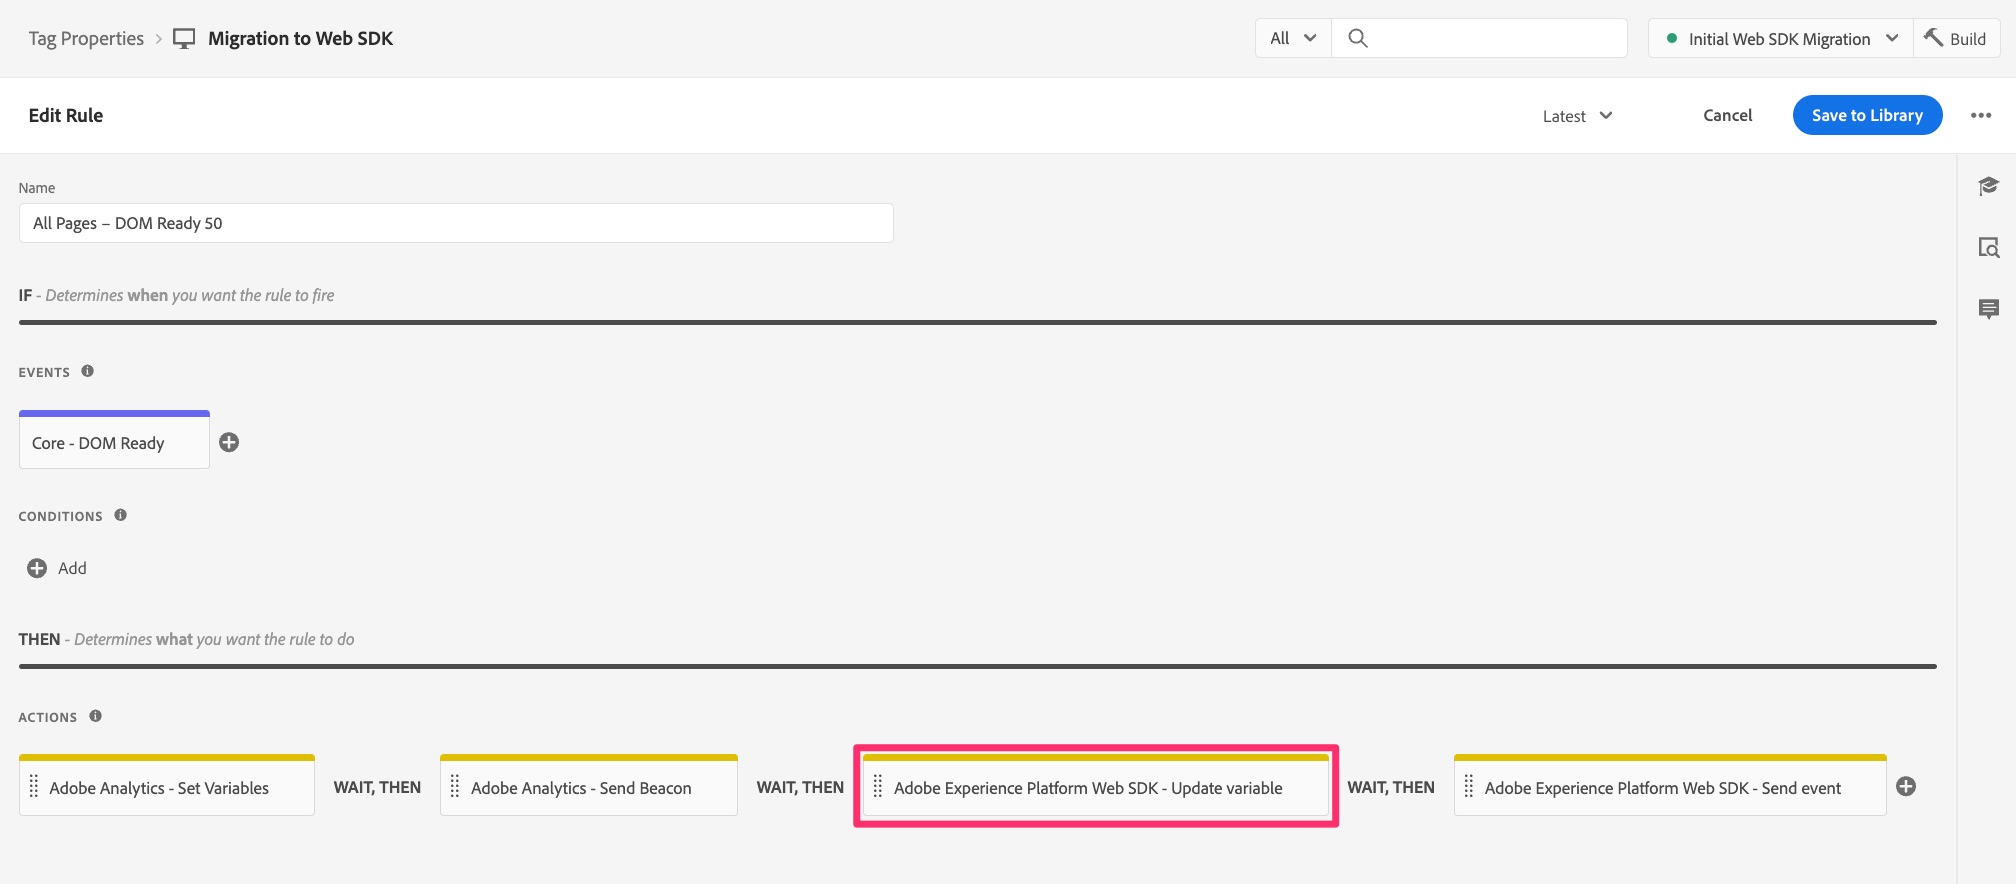 Tag Properties > Migration to Web SDK
All
Initial Web SDK Migration
Build
Edit Rule
Latest
Cancel
Save to Library
Name
All Pages – DOM Ready 50
IF - Determines when you want the rule to fire
EVENTS
Core - DOM Ready
CONDITIONS
Add
THEN - Determines what you want the rule to do
ACTIONS
Adobe Analytics - Set Variables
WAIT, THEN
Adobe Analytics - Send Beacon
WAIT, THEN
Adobe Experience Platform Web SDK - Update variable
WAIT, THEN
Adobe Experience Platform Web SDK - Send event